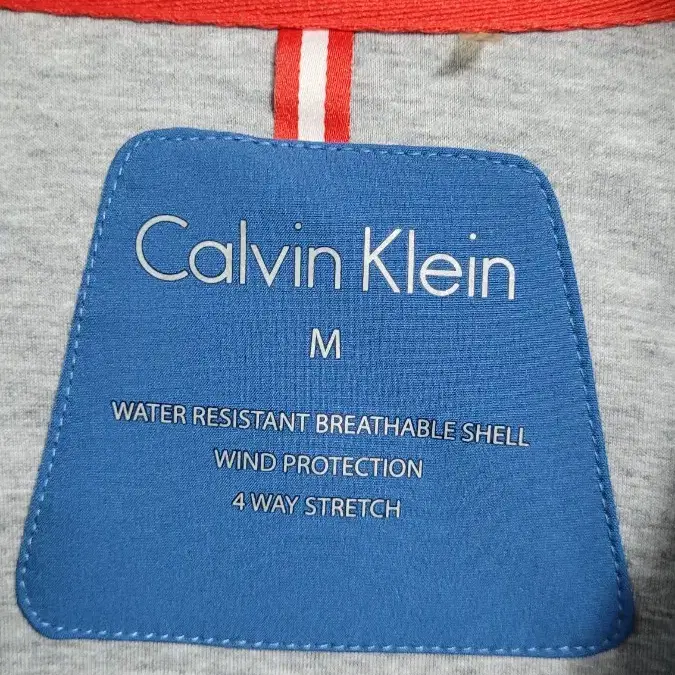 Calvin Klein
M
WATER RESISTANT BREATHABLE SHELL
WIND PROTECTION
4 WAY STRETCH